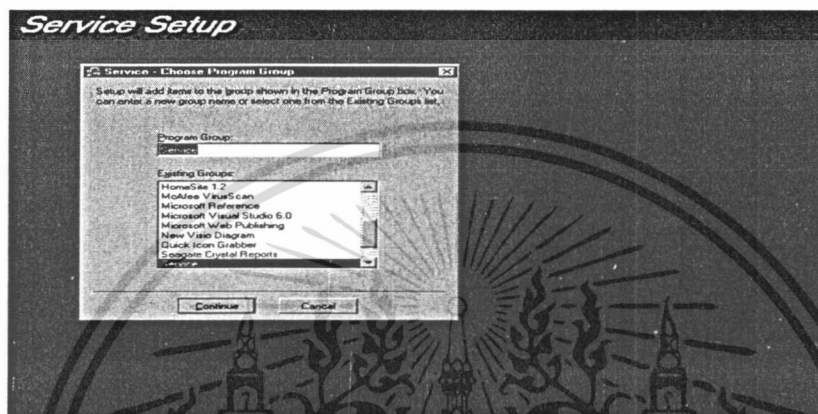 Service Setup
Service - Choose Program Group
Setup will add items to the group shown in the Program Group box. You
can enter a new group name or select one from the Existing Groups list.
Program Group:
Service
Existing Groups:
HomeSite 1.2
McAfee VirusScan
Microsoft Reference
Microsoft Visual Studio 6.0
Microsoft Web Publishing
New Visio Diagram
Quick Icon Grabber
Seagate Crystal Reports
Service
Continue
Cancel